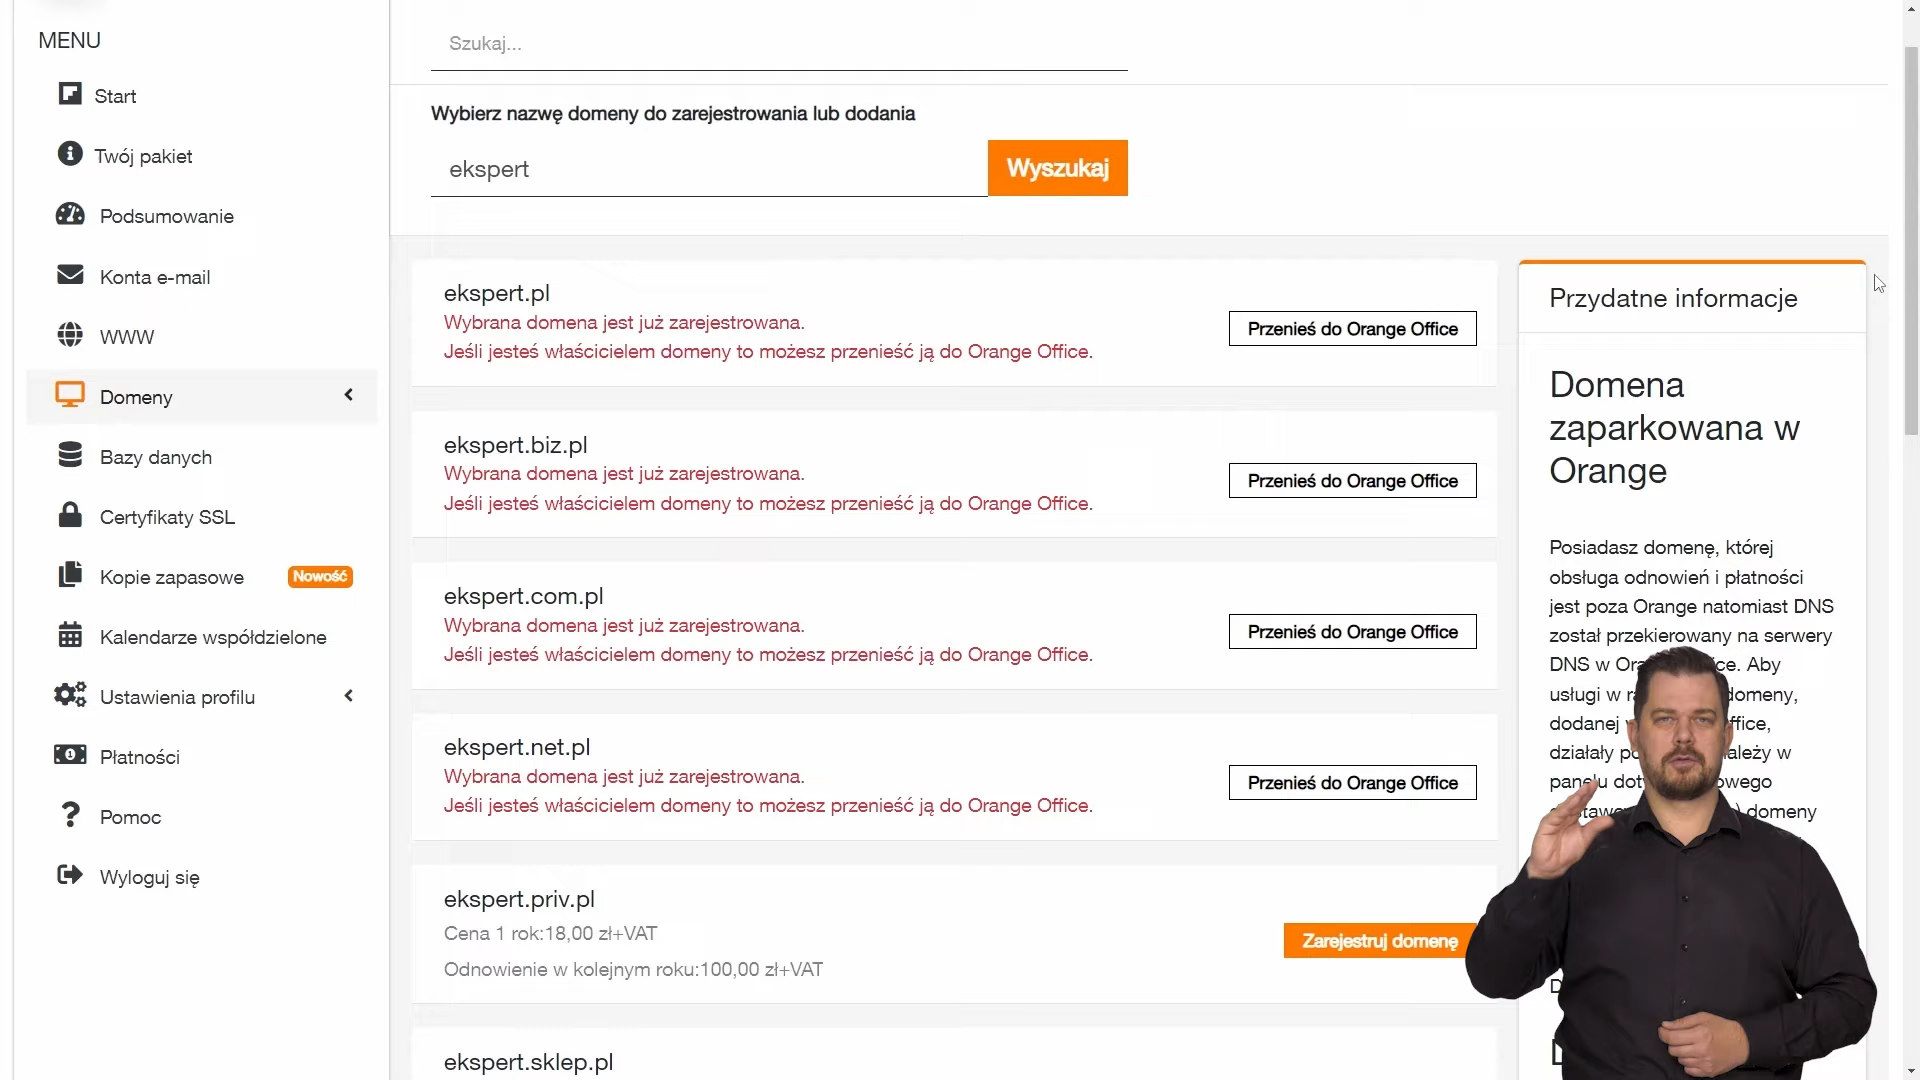 MENU
Start
Twój pakiet
Podsumowanie
Konta e-mail
WWW
Domeny
Bazy danych
Certyfikaty SSL
Kopie zapasowe
Nowość
Kalendarze współdzielone
Ustawienia profilu
Płatności
Pomoc
Wyloguj się
Szukaj...
Wybierz nazwę domeny do zarejestrowania lub dodania
ekspert
Wyszukaj
ekspert.pl
Wybrana domena jest już zarejestrowana.
Jeśli jesteś właścicielem domeny to możesz przenieść ją do Orange Office.
Przenieś do Orange Office
ekspert.biz.pl
Wybrana domena jest już zarejestrowana.
Jeśli jesteś właścicielem domeny to możesz przenieść ją do Orange Office.
Przenieś do Orange Office
ekspert.com.pl
Wybrana domena jest już zarejestrowana.
Jeśli jesteś właścicielem domeny to możesz przenieść ją do Orange Office.
Przenieś do Orange Office
ekspert.net.pl
Wybrana domena jest już zarejestrowana.
Jeśli jesteś właścicielem domeny to możesz przenieść ją do Orange Office.
Przenieś do Orange Office
ekspert.priv.pl
Cena 1 rok:18,00 zł+VAT
Odnowienie w kolejnym roku:100,00 zł+VAT
Zarejestruj domenę
ekspert.sklep.pl
Przydatne informacje
Domena
zaparkowana w
Orange
Posiadasz domenę, której
obsługa odnowień i płatności
jest poza Orange natomiast DNS
został przekierowany na serwery
DNS w Aby
usługi w domeny,
dodanej
działały w
panelu
domeny